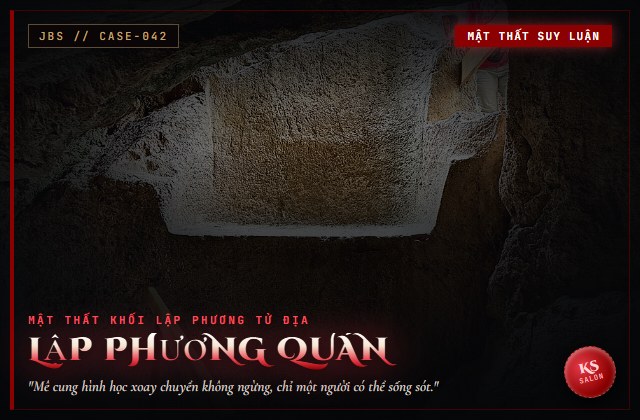 JBS // CASE-042
MẬT THẤT SUY LUẬN
MẬT THẤT KHỐI LẬP PHƯƠNG TỬ ĐỊA
LẬP PHƯƠNG QUÁN
"Mê cung hình học xoay chuyển không ngừng, chỉ một người có thể sống sót."
KS
SALON